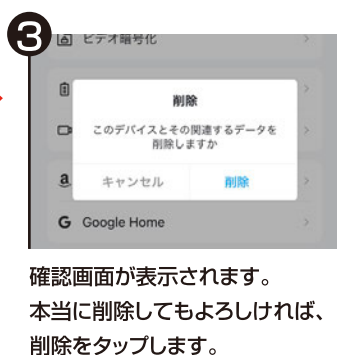 3
ビデオ暗号化
削除
このデバイスとその関連するデータを
削除しますか
キャンセル 削除
a
G Google Home
確認画面が表示されます。
本当に削除してもよろしければ、
削除をタップします。